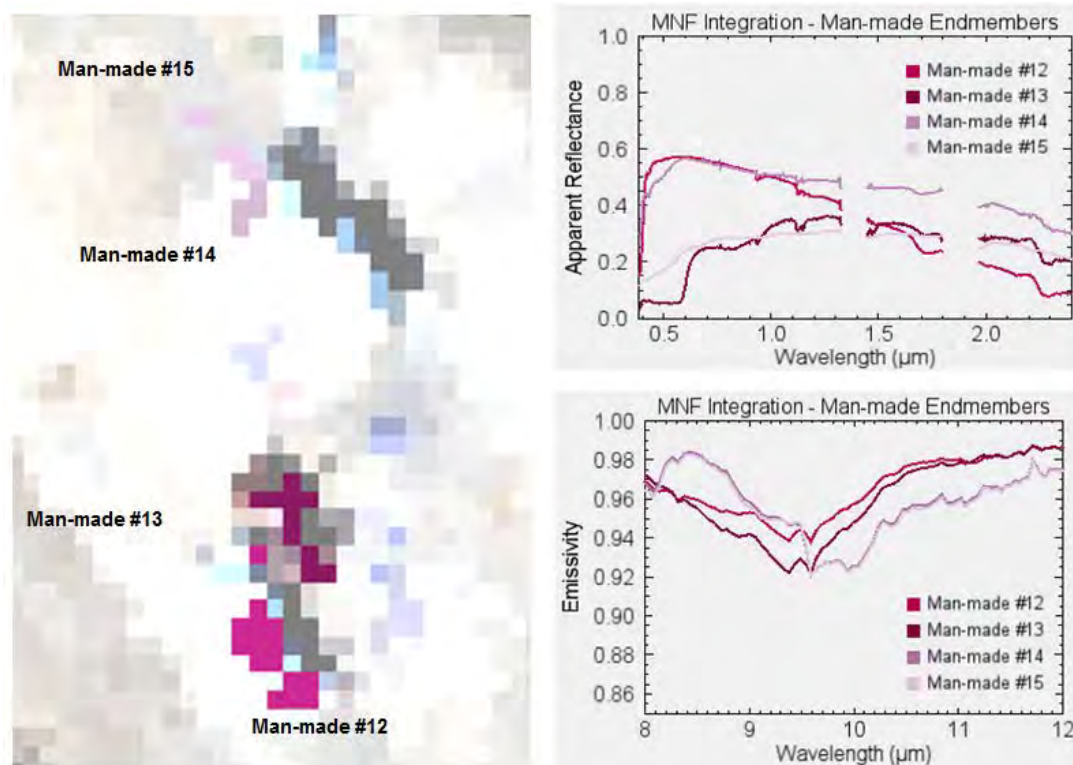 Man-made #15
Man-made #14
Man-made #13
Man-made #12
MNF Integration - Man-made Endmembers
1.0
0.8
0.6
0.4
0.2
0.0
Apparent Reflectance
Man-made #12
Man-made #13
Man-made #14
Man-made #15
0.5 1.0 1.5 2.0
Wavelength (µm)
MNF Integration - Man-made Endmembers
1.00
0.98
0.96
0.94
0.92
0.90
0.88
0.86
Emissivity
Man-made #12
Man-made #13
Man-made #14
Man-made #15
8 9 10 11 12
Wavelength (µm)